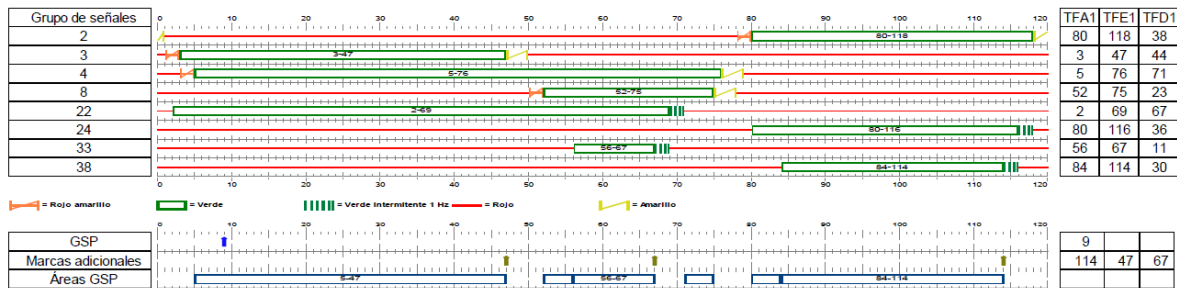 Grupo de señales 0 10 20 30 40 50 60 70 80 90 100 110 120 TFA1 TFE1 TFD1
2 80-118 80 118 38
3 3-47 3 47 44
4 5-76 5 76 71
8 52-75 52 75 23
22 2-69 2 69 67
24 80-116 80 116 36
33 56-67 56 67 11
38 84-114 84 114 30
10 20 30 40 50 60 70 80 90 100 110 120
= Rojo amarillo = Verde = Verde Intermitente 1 Hz = Rojo = Amarillo
0 10 20 30 40 50 60 70 80 90 100 110 120
GSP 9
Marcas adicionales 114 47 67
Áreas GSP 5-47 56-67 84-114